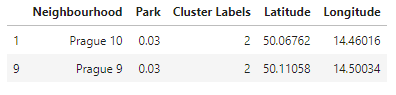 Neighbourhood Park Cluster Labels Latitude Longitude
1 Prague 10 0.03 2 50.06762 14.46016
9 Prague 9 0.03 2 50.11058 14.50034